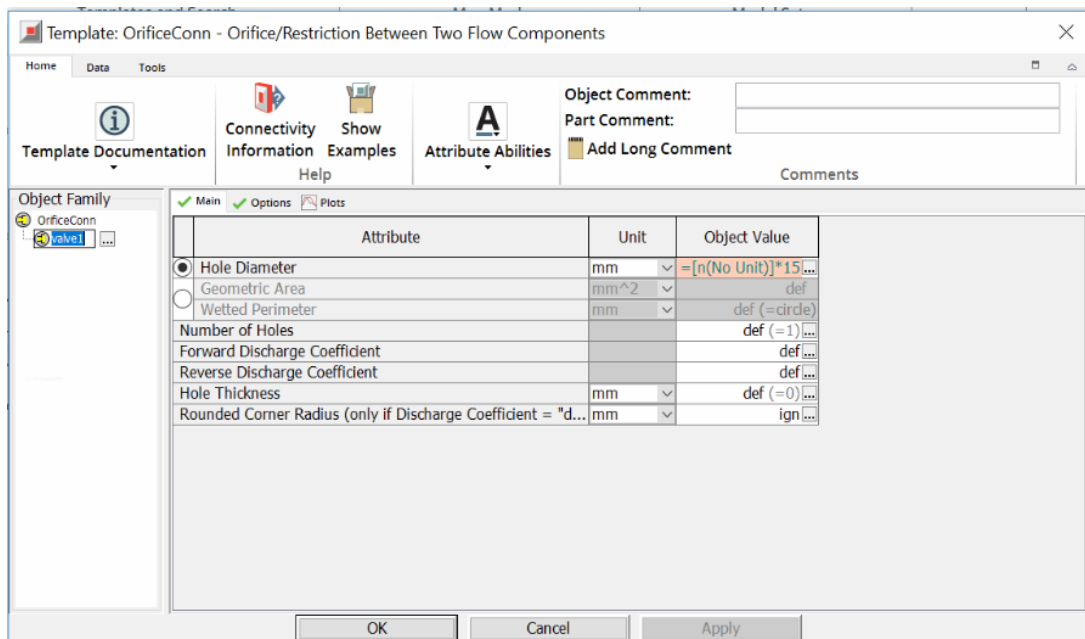 Template: OrificeConn - Orifice/Restriction Between Two Flow Components
Home Data Tools
Object Comment:
Part Comment:
Add Long Comment
Template Documentation
Connectivity Information
Show Examples
Attribute Abilities
Help
Comments
Object Family
OrificeConn
valve1 ...
Main Options Plots
Attribute Unit Object Value
Hole Diameter mm =[n(No Unit)]*15...
Geometric Area mm^2 def
Wetted Perimeter mm def (=circle)
Number of Holes def (=1)...
Forward Discharge Coefficient def...
Reverse Discharge Coefficient def...
Hole Thickness mm def (=0)...
Rounded Corner Radius (only if Discharge Coefficient = "d... mm ign...
OK Cancel Apply